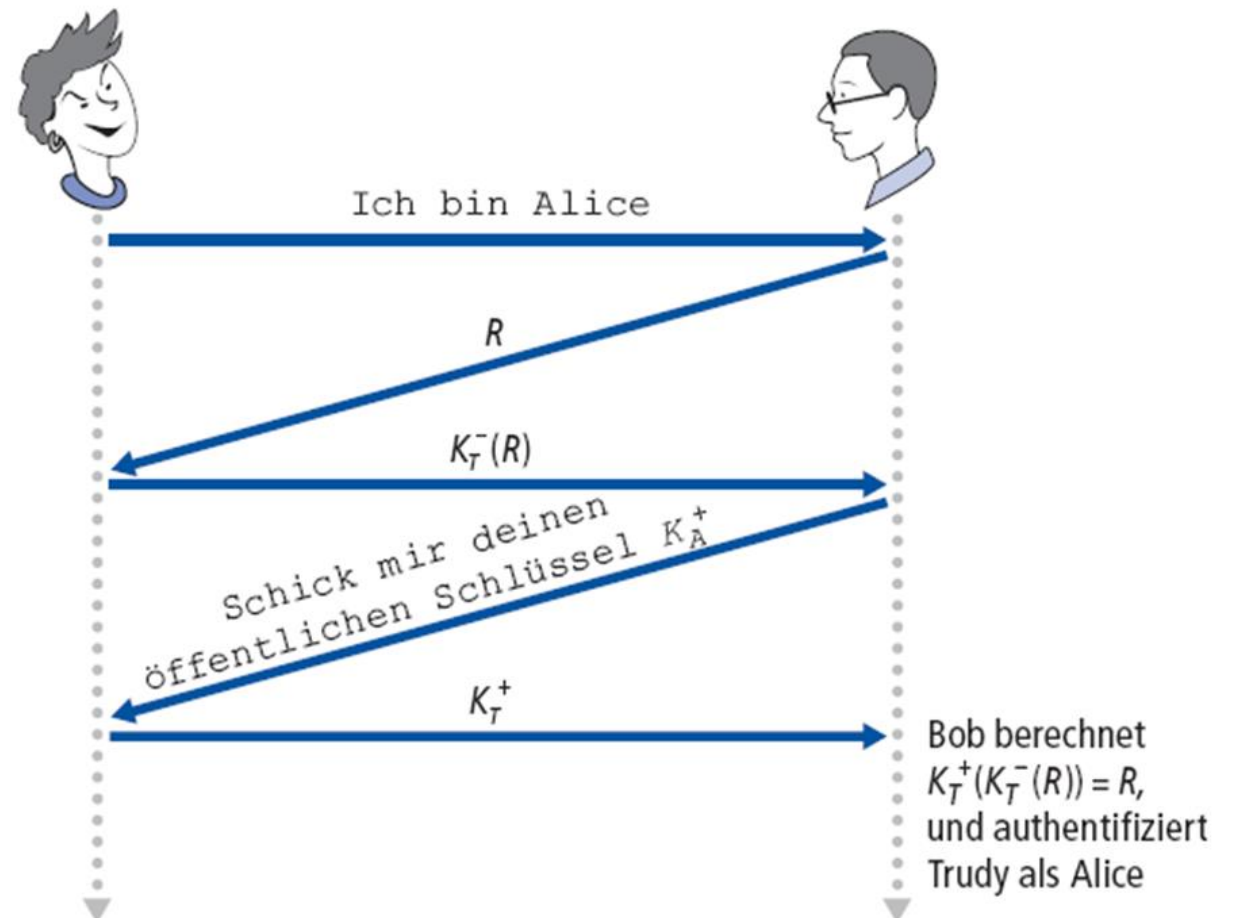 Ich bin Alice
R
K_T^-(R)
Schick mir deinen
öffentlichen Schlüssel K_A^+
K_T^+
Bob berechnet
K_T^+(K_T^-(R)) = R,
und authentifiziert
Trudy als Alice